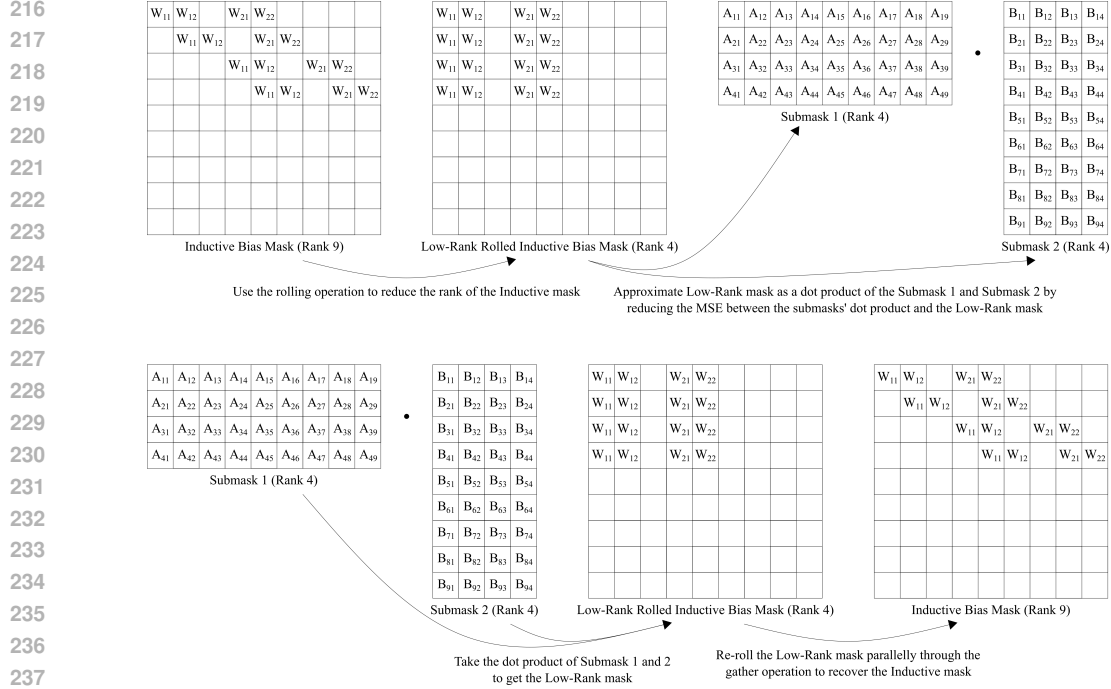 216
217
218
219
220
221
222
223
224
225
226
227
228
229
230
231
232
233
234
235
236
237
W11 W12 W21 W22
W11 W12 W21 W22
W11 W12 W21 W22
W11 W12 W21 W22
Inductive Bias Mask (Rank 9)
W11 W12 W21 W22
W11 W12 W21 W22
W11 W12 W21 W22
W11 W12 W21 W22
Low-Rank Rolled Inductive Bias Mask (Rank 4)
A11 A12 A13 A14 A15 A16 A17 A18 A19
A21 A22 A23 A24 A25 A26 A27 A28 A29
A31 A32 A33 A34 A35 A36 A37 A38 A39
A41 A42 A43 A44 A45 A46 A47 A48 A49
Submask 1 (Rank 4)
B11 B12 B13 B14
B21 B22 B23 B24
B31 B32 B33 B34
B41 B42 B43 B44
B51 B52 B53 B54
B61 B62 B63 B64
B71 B72 B73 B74
B81 B82 B83 B84
B91 B92 B93 B94
Submask 2 (Rank 4)
Use the rolling operation to reduce the rank of the Inductive mask
Approximate Low-Rank mask as a dot product of the Submask 1 and Submask 2 by
reducing the MSE between the submasks' dot product and the Low-Rank mask
A11 A12 A13 A14 A15 A16 A17 A18 A19
A21 A22 A23 A24 A25 A26 A27 A28 A29
A31 A32 A33 A34 A35 A36 A37 A38 A39
A41 A42 A43 A44 A45 A46 A47 A48 A49
Submask 1 (Rank 4)
B11 B12 B13 B14
B21 B22 B23 B24
B31 B32 B33 B34
B41 B42 B43 B44
B51 B52 B53 B54
B61 B62 B63 B64
B71 B72 B73 B74
B81 B82 B83 B84
B91 B92 B93 B94
Submask 2 (Rank 4)
W11 W12 W21 W22
W11 W12 W21 W22
W11 W12 W21 W22
W11 W12 W21 W22
Low-Rank Rolled Inductive Bias Mask (Rank 4)
W11 W12 W21 W22
W11 W12 W21 W22
W11 W12 W21 W22
W11 W12 W21 W22
Inductive Bias Mask (Rank 9)
Take the dot product of Submask 1 and 2
to get the Low-Rank mask
Re-roll the Low-Rank mask parallelly through the
gather operation to recover the Inductive mask